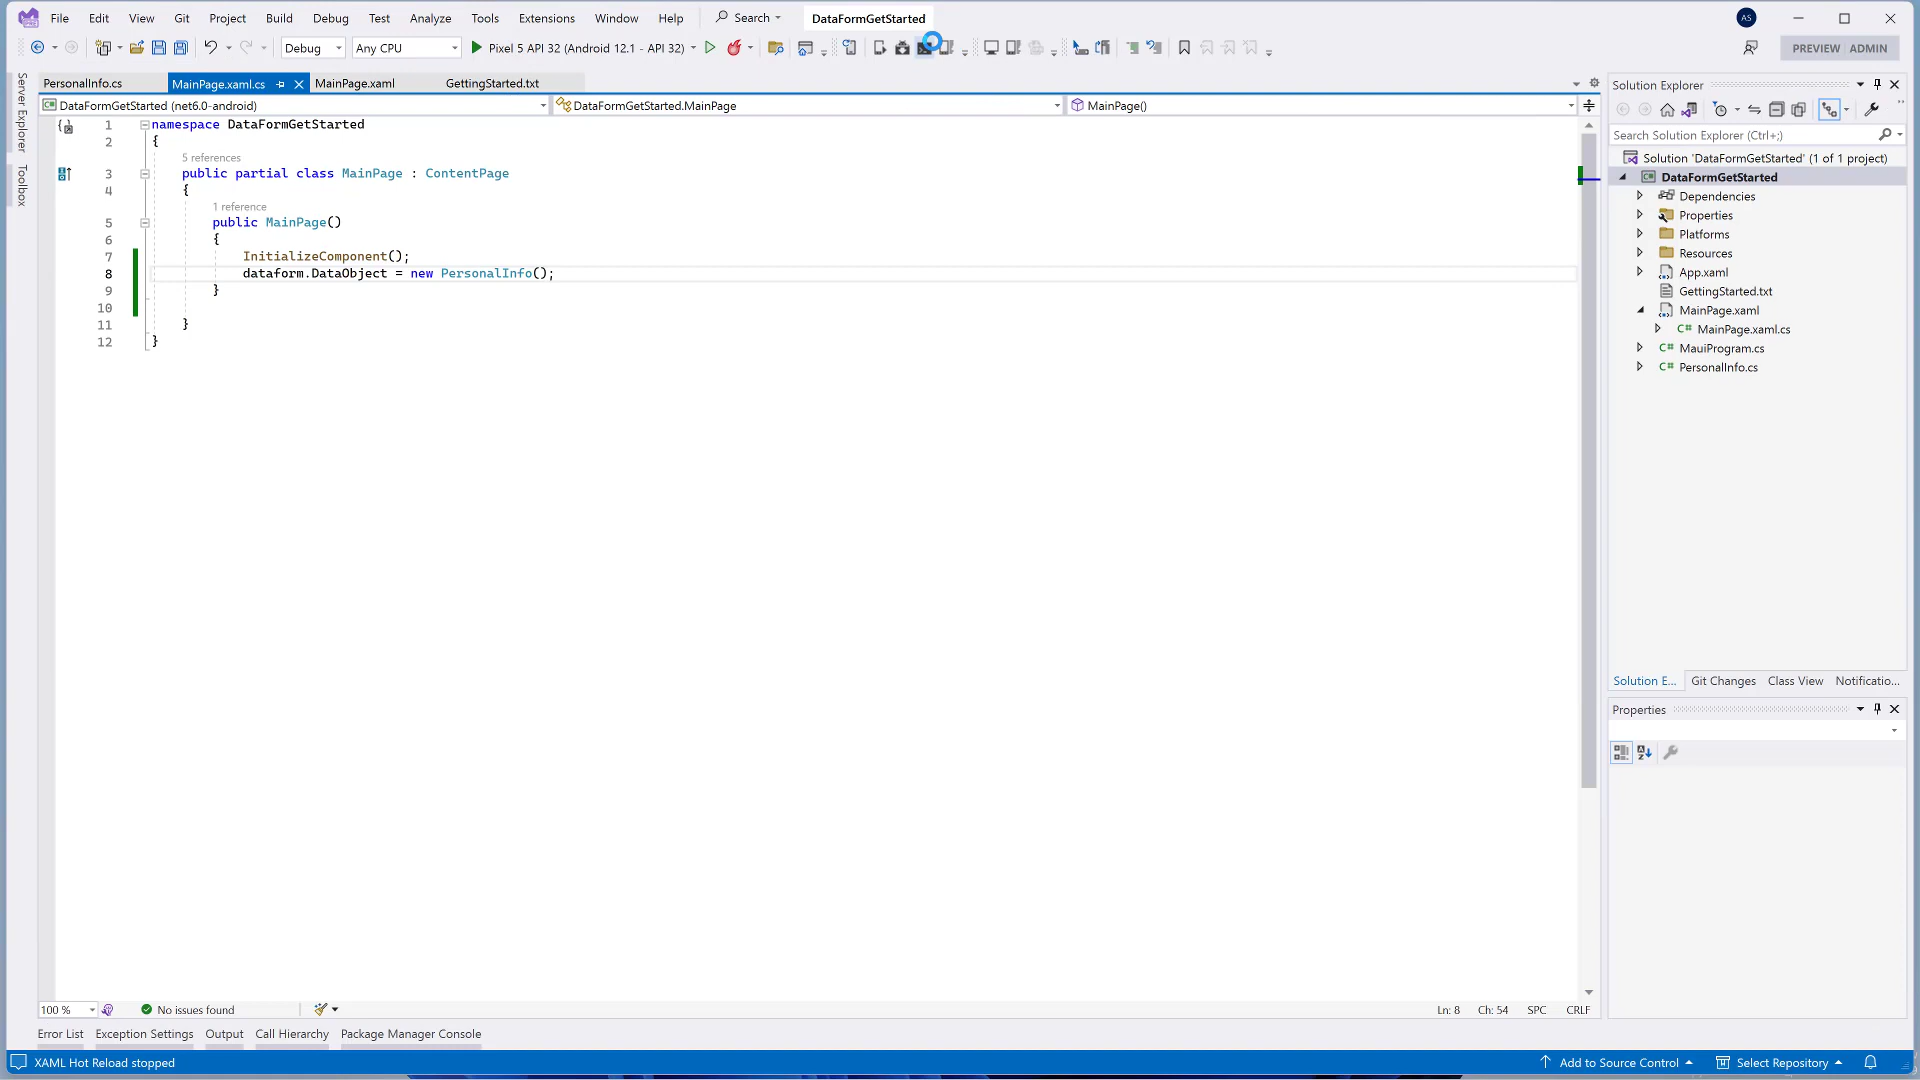 File Edit View Git Project Build Debug Test Analyze Tools Extensions Window Help Search DataFormGetStarted AS
Debug Any CPU Pixel 5 API 32 (Android 12.1 - API 32) PREVIEW ADMIN
PersonalInfo.cs MainPage.xaml.cs MainPage.xaml GettingStarted.txt
DataFormGetStarted (net6.0-android) DataFormGetStarted.MainPage MainPage()
1 namespace DataFormGetStarted
2 {
5 references
3 public partial class MainPage : ContentPage
4 {
1 reference
5 public MainPage()
6 {
7 InitializeComponent();
8 dataform.DataObject = new PersonalInfo();
9 }
10
11 }
12 }
Server Explorer
Toolbox
Solution Explorer
Search Solution Explorer (Ctrl+;)
Solution 'DataFormGetStarted' (1 of 1 project)
DataFormGetStarted
Dependencies
Properties
Platforms
Resources
App.xaml
GettingStarted.txt
MainPage.xaml
C# MainPage.xaml.cs
C# MauiProgram.cs
C# PersonalInfo.cs
Solution E... Git Changes Class View Notificatio...
Properties
100 % No issues found Ln: 8 Ch: 54 SPC CRLF
Error List Exception Settings Output Call Hierarchy Package Manager Console
XAML Hot Reload stopped Add to Source Control Select Repository